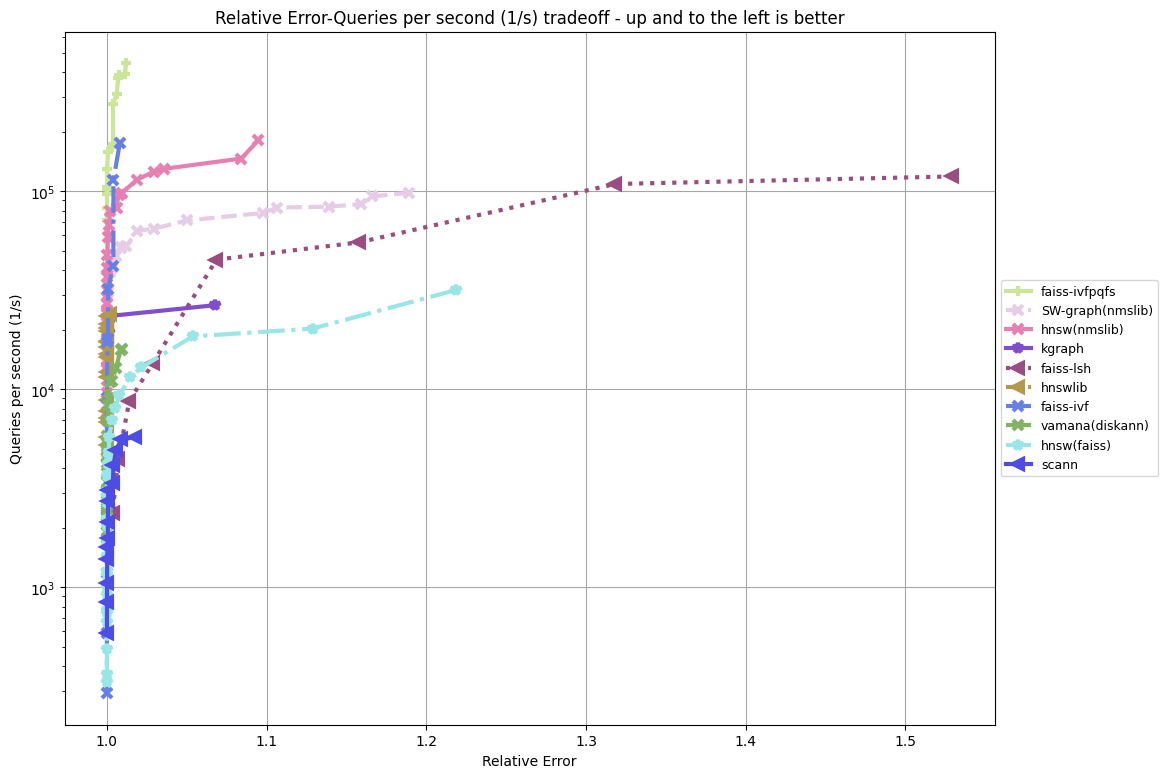 Relative Error-Queries per second (1/s) tradeoff - up and to the left is better
Queries per second (1/s)
10^5
10^4
10^3
1.0 1.1 1.2 1.3 1.4 1.5
Relative Error
faiss-ivfpqfs
SW-graph(nmslib)
hnsw(nmslib)
kgraph
faiss-lsh
hnswlib
faiss-ivf
vamana(diskann)
hnsw(faiss)
scann